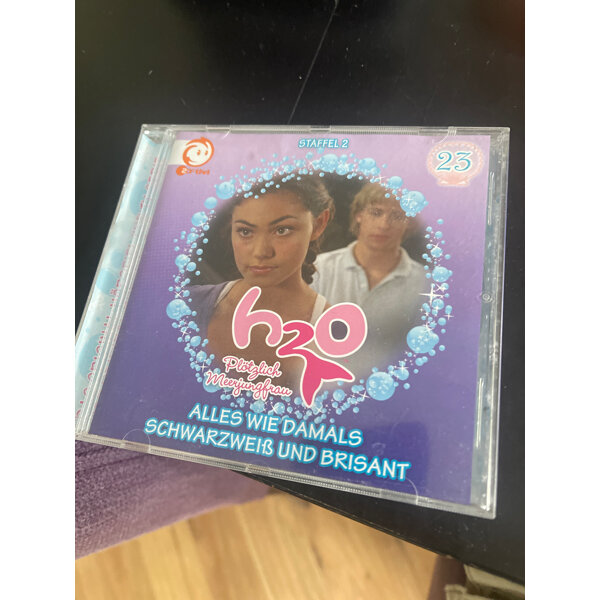 STAFFEL 2
23
h2o
Plötzlich
Meerjungfrau
ALLES WIE DAMALS
SCHWARZWEIß UND BRISANT